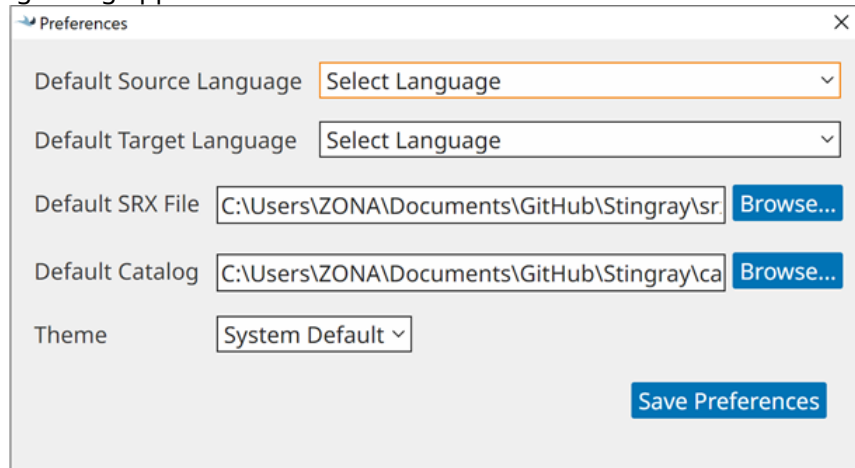 Preferences
Default Source Language Select Language
Default Target Language Select Language
Default SRX File C:\Users\ZONA\Documents\GitHub\Stingray\sr Browse...
Default Catalog C:\Users\ZONA\Documents\GitHub\Stingray\ca Browse...
Theme System Default
Save Preferences